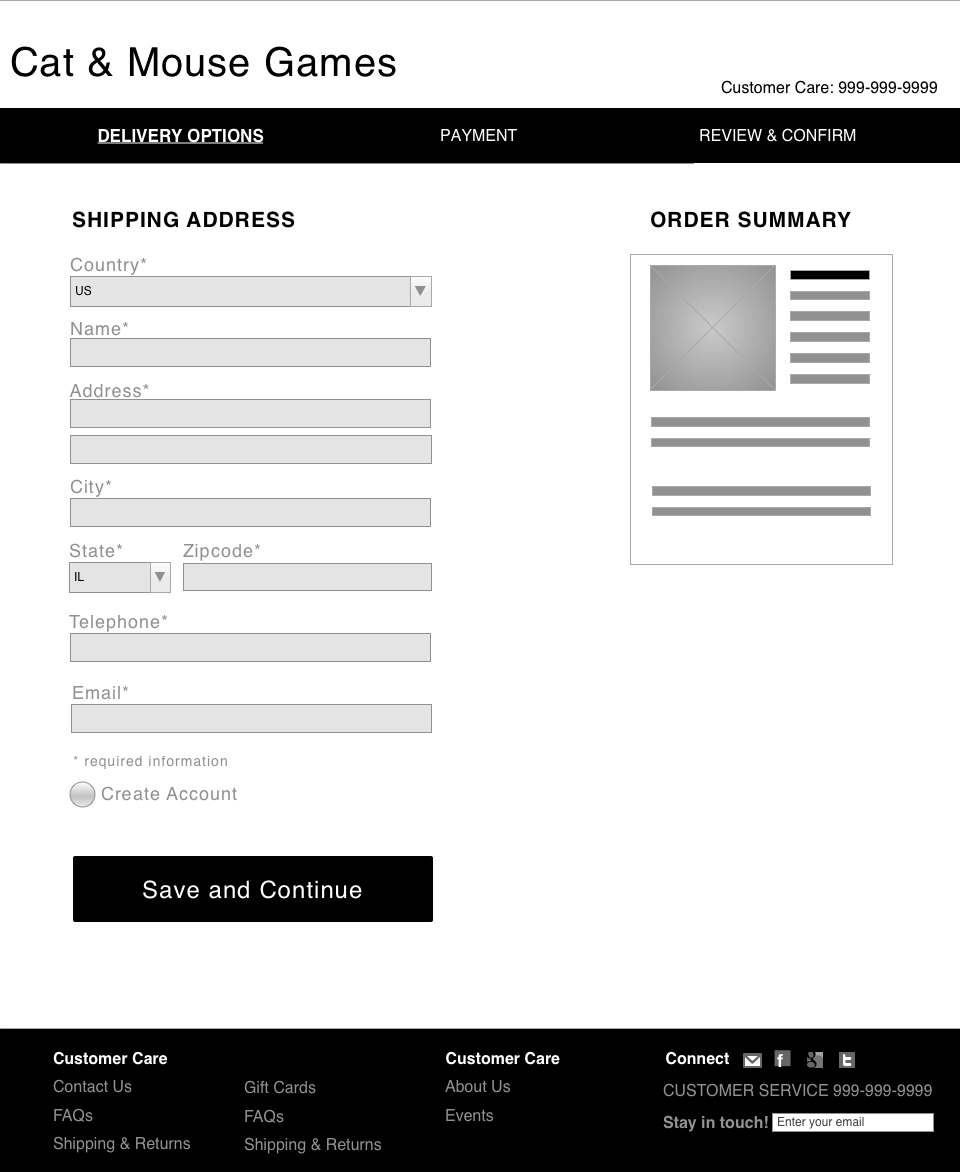 Cat & Mouse Games
Customer Care: 999-999-9999
DELIVERY OPTIONS PAYMENT REVIEW & CONFIRM
SHIPPING ADDRESS
Country*
US
Name*
Address*
City*
State* Zipcode*
IL
Telephone*
Email*
* required information
Create Account
Save and Continue
ORDER SUMMARY
Customer Care
Contact Us
FAQs
Shipping & Returns
Gift Cards
FAQs
Shipping & Returns
Customer Care
About Us
Events
Connect
CUSTOMER SERVICE 999-999-9999
Stay in touch! Enter your email